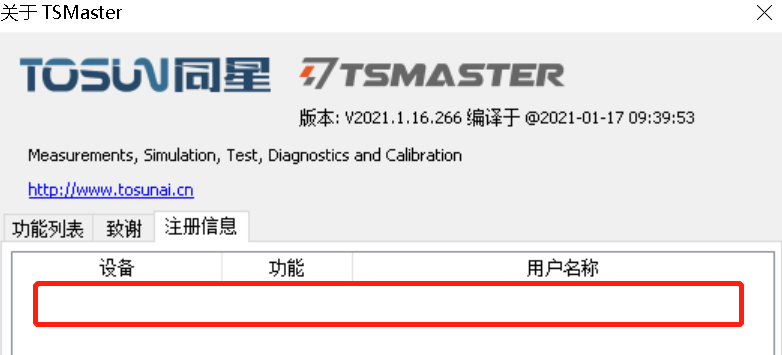 关于 TSMaster
TOSUN同星 TSMASTER
版本: V2021.1.16.266 编译于 @2021-01-17 09:39:53
Measurements, Simulation, Test, Diagnostics and Calibration
http://www.tosunai.cn
功能列表 致谢 注册信息
设备 功能 用户名称